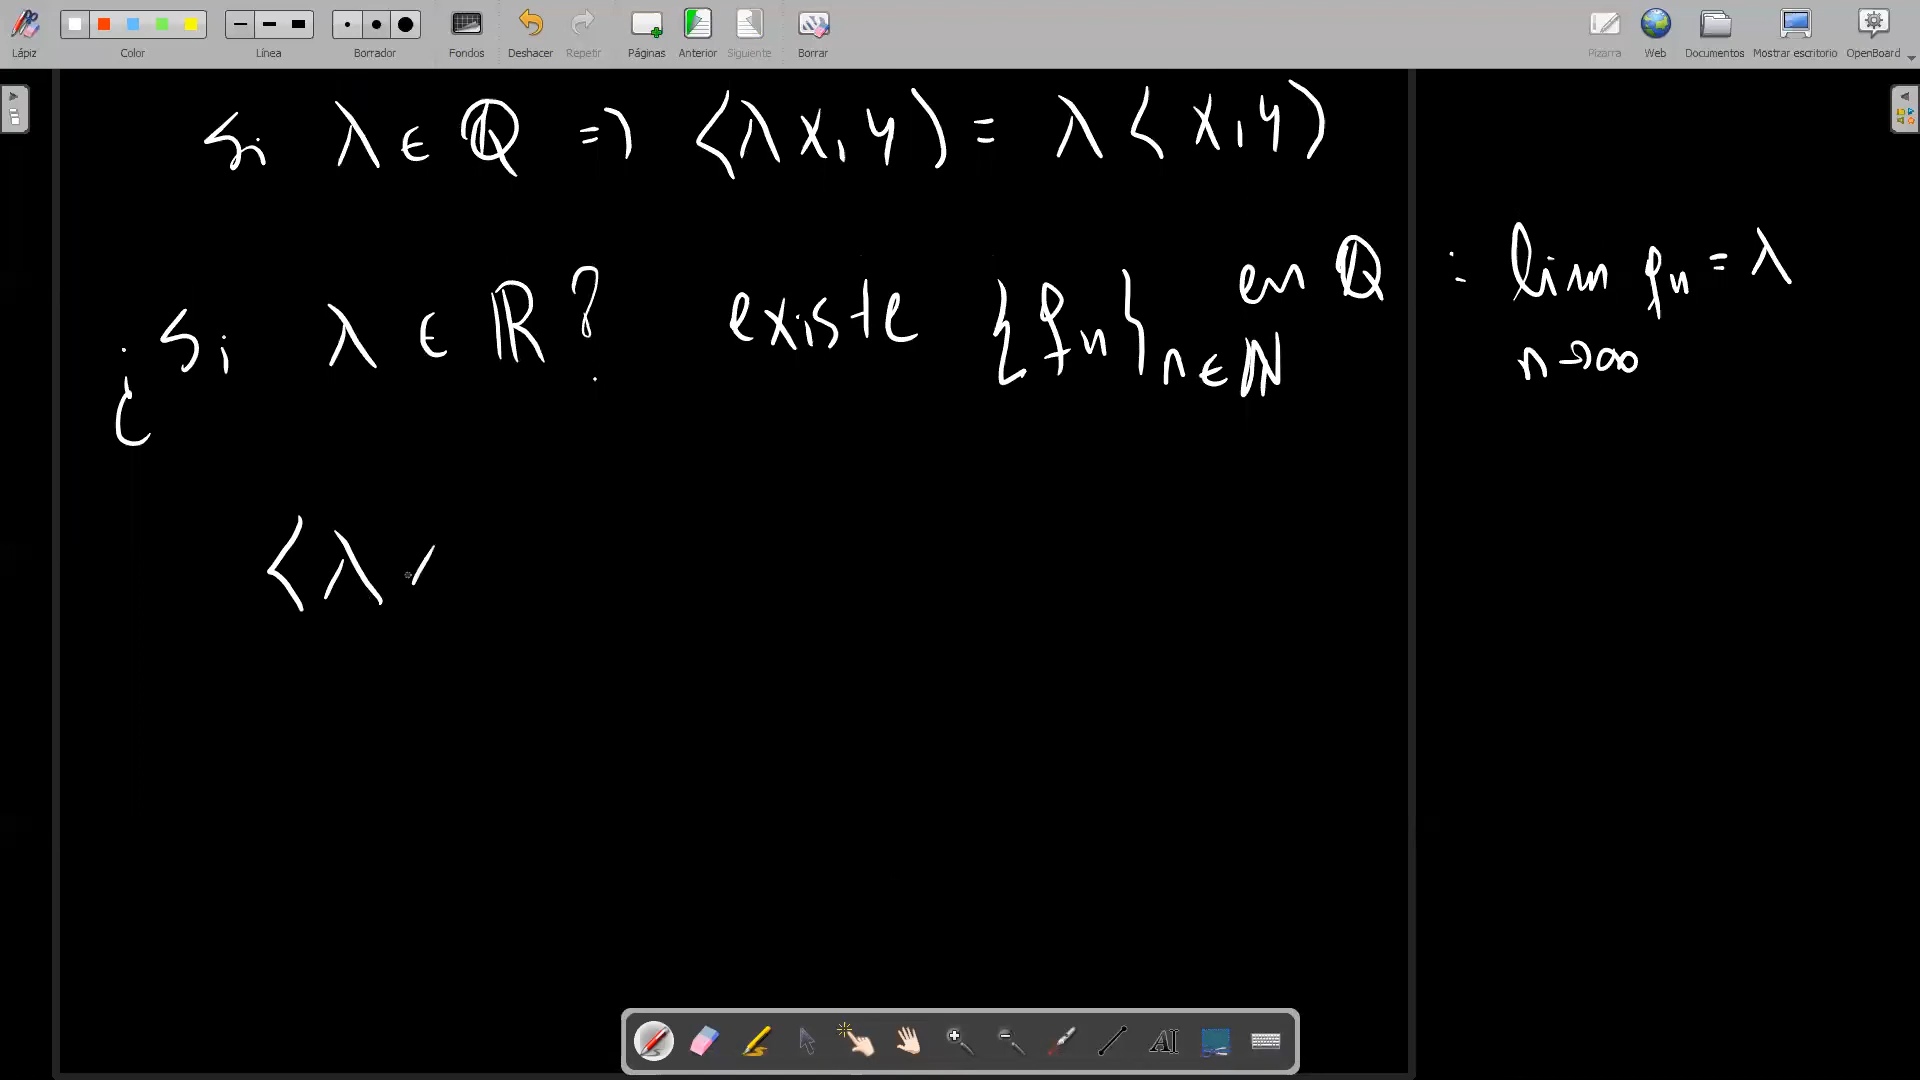 Lápiz Color Línea Borrador Fondos Deshacer Repetir Páginas Anterior Siguiente Borrar Pizarra Web Documentos Mostrar escritorio OpenBoard
Si λ ∈ ℚ => ⟨λx, y⟩ = λ⟨x, y⟩
¿Si λ ∈ ℝ? existe {qₙ}ₙ∈ℕ en ℚ : lim qₙ = λ
n→∞
⟨λ
AI